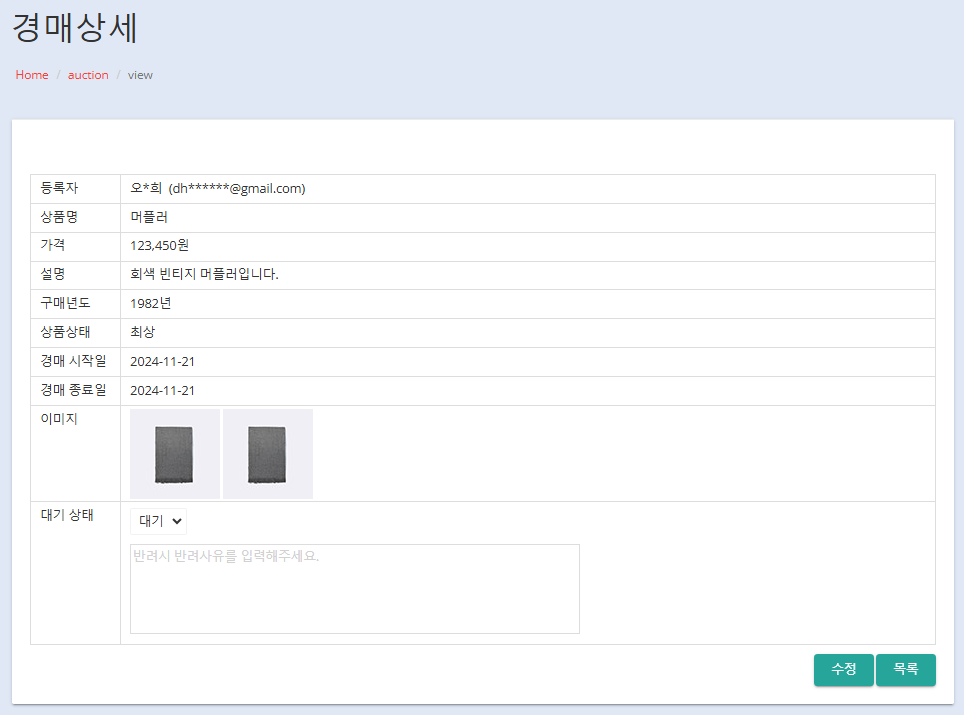 경매상세
Home / auction / view
등록자 오*희 (dh******@gmail.com)
상품명 머플러
가격 123,450원
설명 회색 빈티지 머플러입니다.
구매년도 1982년
상품상태 최상
경매 시작일 2024-11-21
경매 종료일 2024-11-21
이미지
대기 상태 대기
반려시 반려사유를 입력해주세요.
수정 목록